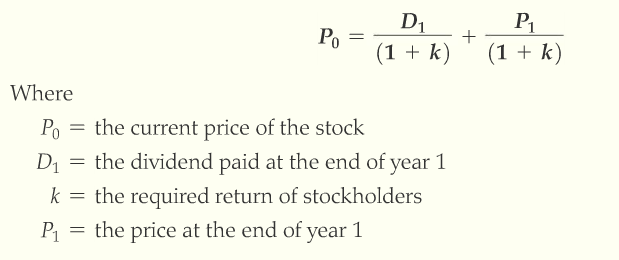 P₀ = D₁/(1 + k) + P₁/(1 + k)
Where
P₀ = the current price of the stock
D₁ = the dividend paid at the end of year 1
k = the required return of stockholders
P₁ = the price at the end of year 1